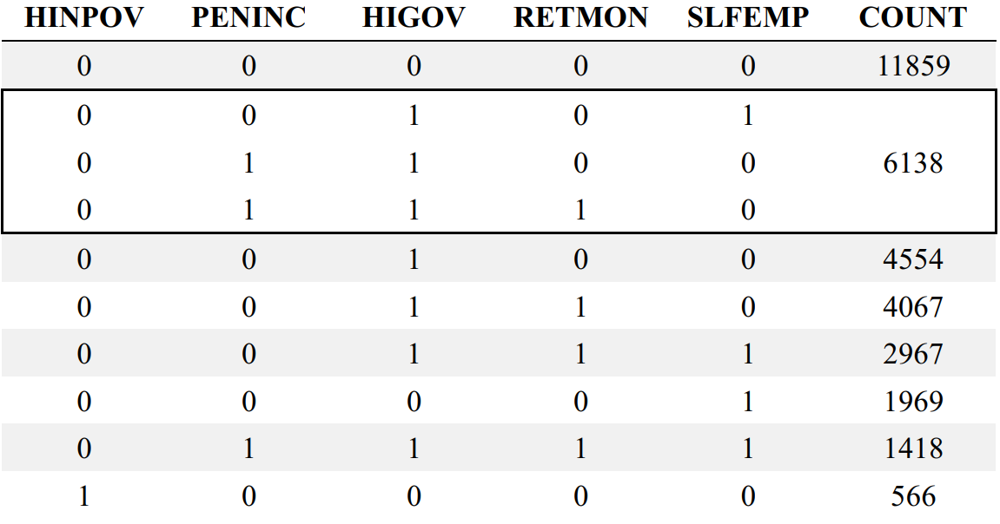 HINPOV PENINC HIGOV RETMON SLFEMP COUNT
0 0 0 0 0 11859
0 0 1 0 1
0 1 1 0 0 6138
0 1 1 1 0
0 0 1 0 0 4554
0 0 1 1 0 4067
0 0 1 1 1 2967
0 0 0 0 1 1969
0 1 1 1 1 1418
1 0 0 0 0 566